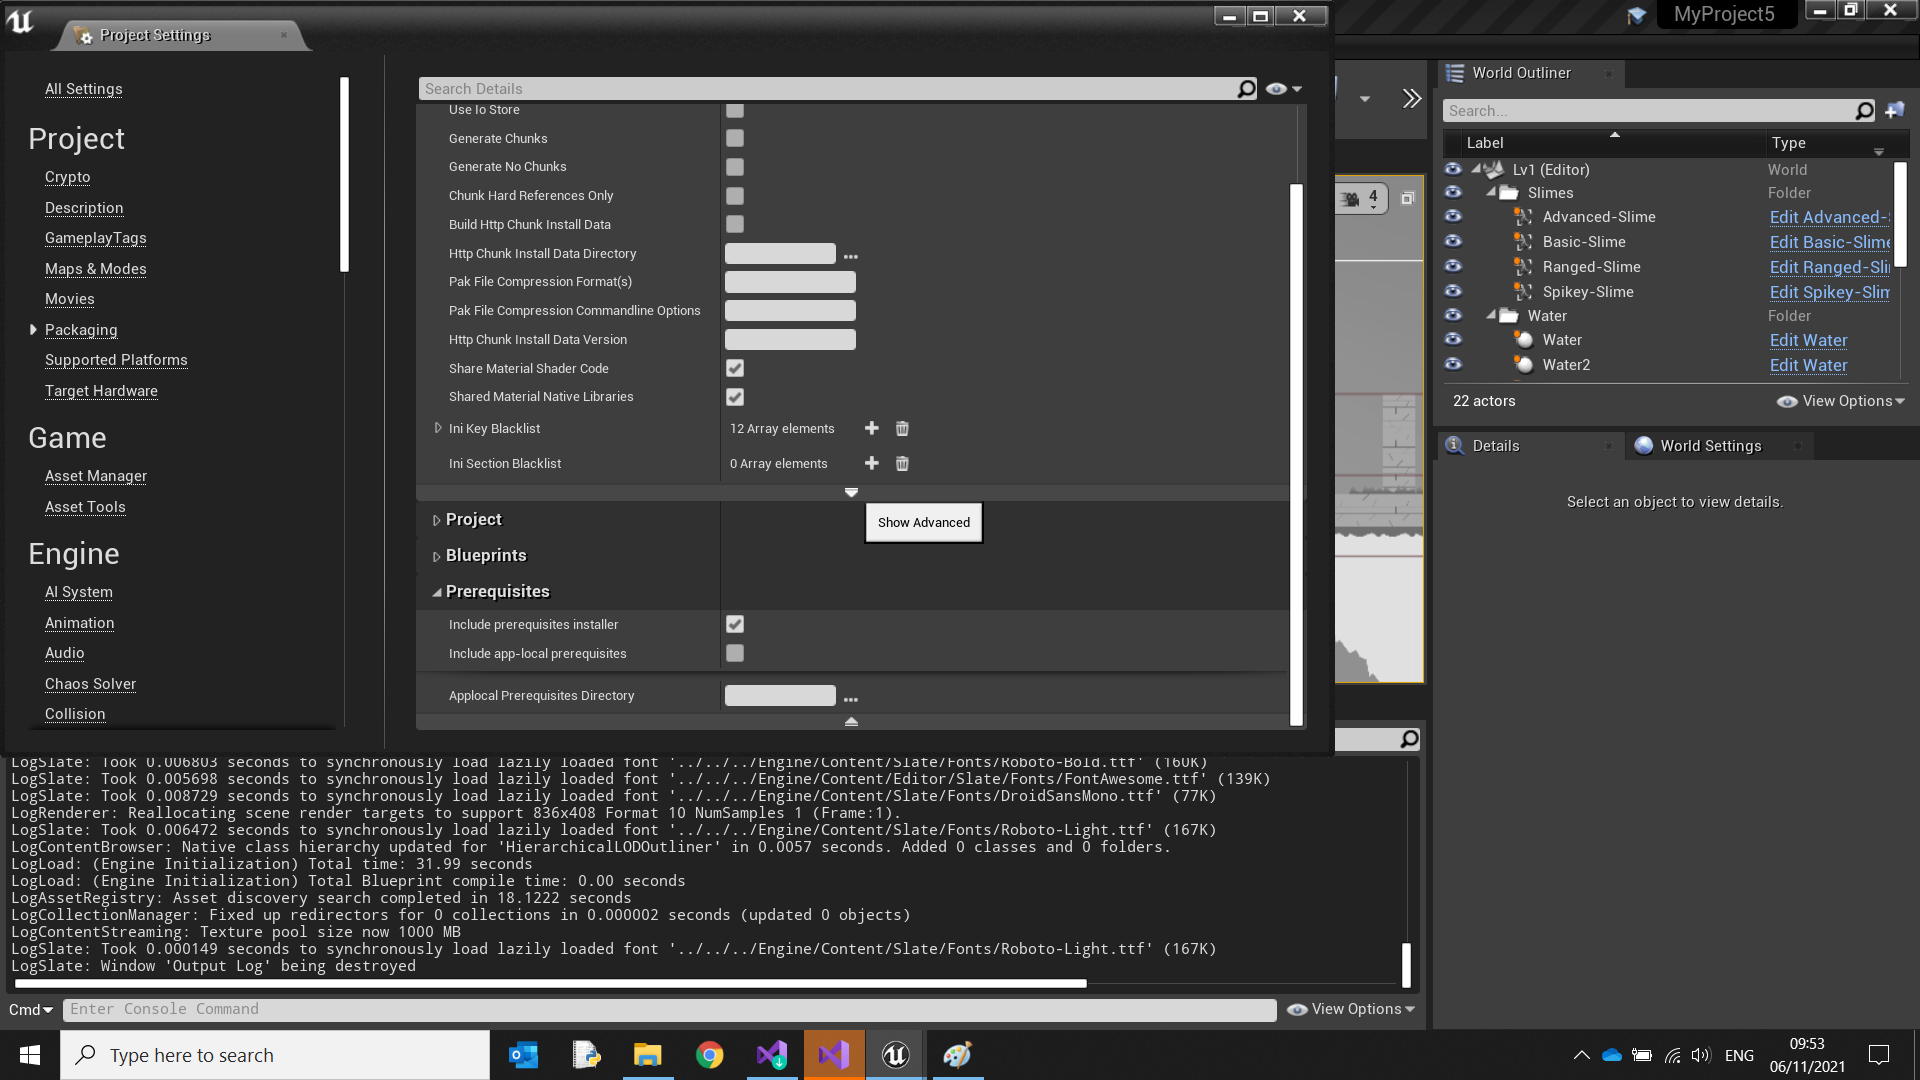 Project Settings
MyProject5
All Settings
Project
Crypto
Description
GameplayTags
Maps & Modes
Movies
Packaging
Supported Platforms
Target Hardware
Game
Asset Manager
Asset Tools
Engine
AI System
Animation
Audio
Chaos Solver
Collision
Search Details
Use Io Store
Generate Chunks
Generate No Chunks
Chunk Hard References Only
Build Http Chunk Install Data
Http Chunk Install Data Directory
Pak File Compression Format(s)
Pak File Compression Commandline Options
Http Chunk Install Data Version
Share Material Shader Code
Shared Material Native Libraries
Ini Key Blacklist 12 Array elements
Ini Section Blacklist 0 Array elements
Project
Show Advanced
Blueprints
Prerequisites
Include prerequisites installer
Include app-local prerequisites
Applocal Prerequisites Directory
4
World Outliner
Search...
Label Type
Lv1 (Editor) World
Slimes Folder
Advanced-Slime Edit Advanced-
Basic-Slime Edit Basic-Slime
Ranged-Slime Edit Ranged-Sli
Spikey-Slime Edit Spikey-Slim
Water Folder
Water Edit Water
Water2 Edit Water
22 actors View Options
Details World Settings
Select an object to view details.
LogSlate: Took 0.006803 seconds to synchronously load lazily loaded font '../../../Engine/Content/Slate/Fonts/Roboto-Bold.ttf' (160K)
LogSlate: Took 0.005698 seconds to synchronously load lazily loaded font '../../../Engine/Content/Editor/Slate/Fonts/FontAwesome.ttf' (139K)
LogSlate: Took 0.008729 seconds to synchronously load lazily loaded font '../../../Engine/Content/Slate/Fonts/DroidSansMono.ttf' (77K)
LogRenderer: Reallocating scene render targets to support 836x408 Format 10 NumSamples 1 (Frame:1).
LogSlate: Took 0.006472 seconds to synchronously load lazily loaded font '../../../Engine/Content/Slate/Fonts/Roboto-Light.ttf' (167K)
LogContentBrowser: Native class hierarchy updated for 'HierarchicalLODOutliner' in 0.0057 seconds. Added 0 classes and 0 folders.
LogLoad: (Engine Initialization) Total time: 31.99 seconds
LogLoad: (Engine Initialization) Total Blueprint compile time: 0.00 seconds
LogAssetRegistry: Asset discovery search completed in 18.1222 seconds
LogCollectionManager: Fixed up redirectors for 0 collections in 0.000002 seconds (updated 0 objects)
LogContentStreaming: Texture pool size now 1000 MB
LogSlate: Took 0.000149 seconds to synchronously load lazily loaded font '../../../Engine/Content/Slate/Fonts/Roboto-Light.ttf' (167K)
LogSlate: Window 'Output Log' being destroyed
Cmd Enter Console Command View Options
Type here to search
ENG
09:53
06/11/2021